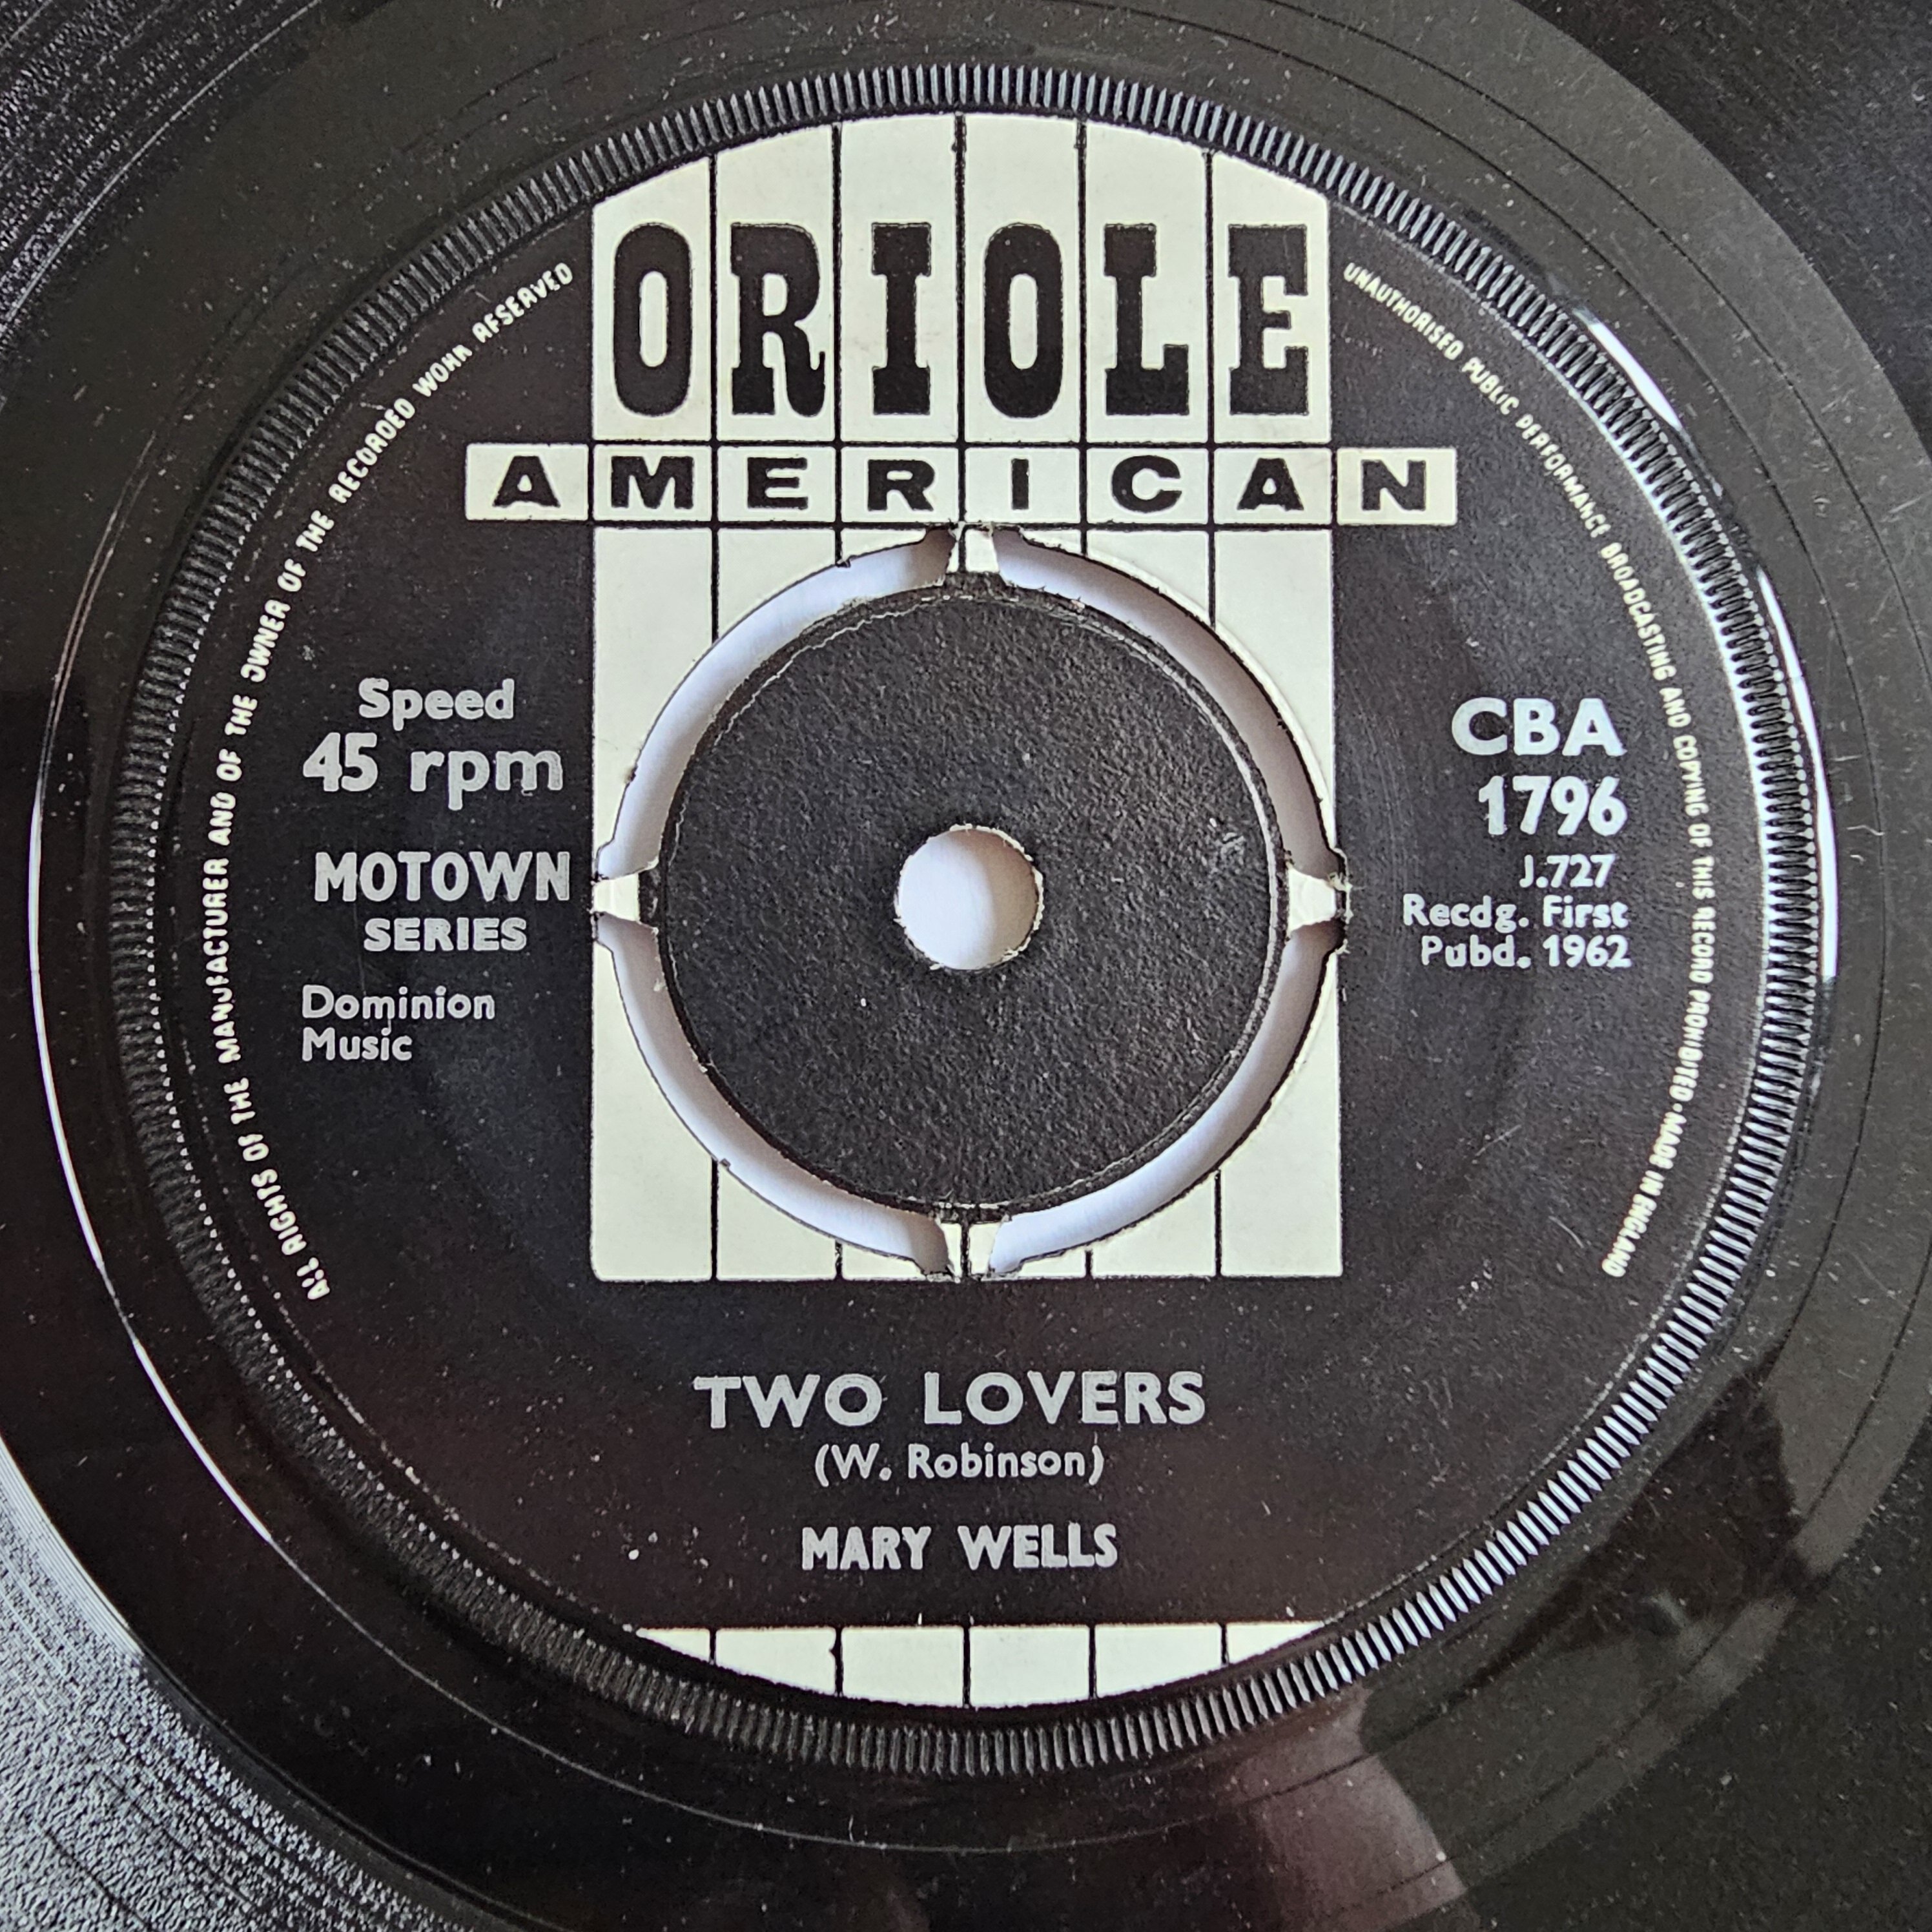 ORIOLE
AMERICAN
ALL RIGHTS OF THE MANUFACTURER AND OF THE OWNER OF THE RECORDED WORK RESERVED
UNAUTHORISED PUBLIC PERFORMANCE BROADCASTING AND COPYING OF THIS RECORD PROHIBITED • MADE IN ENGLAND
Speed
45 rpm
MOTOWN
SERIES
Dominion
Music
CBA
1796
J.727
Recdg. First
Pubd. 1962
TWO LOVERS
(W. Robinson)
MARY WELLS